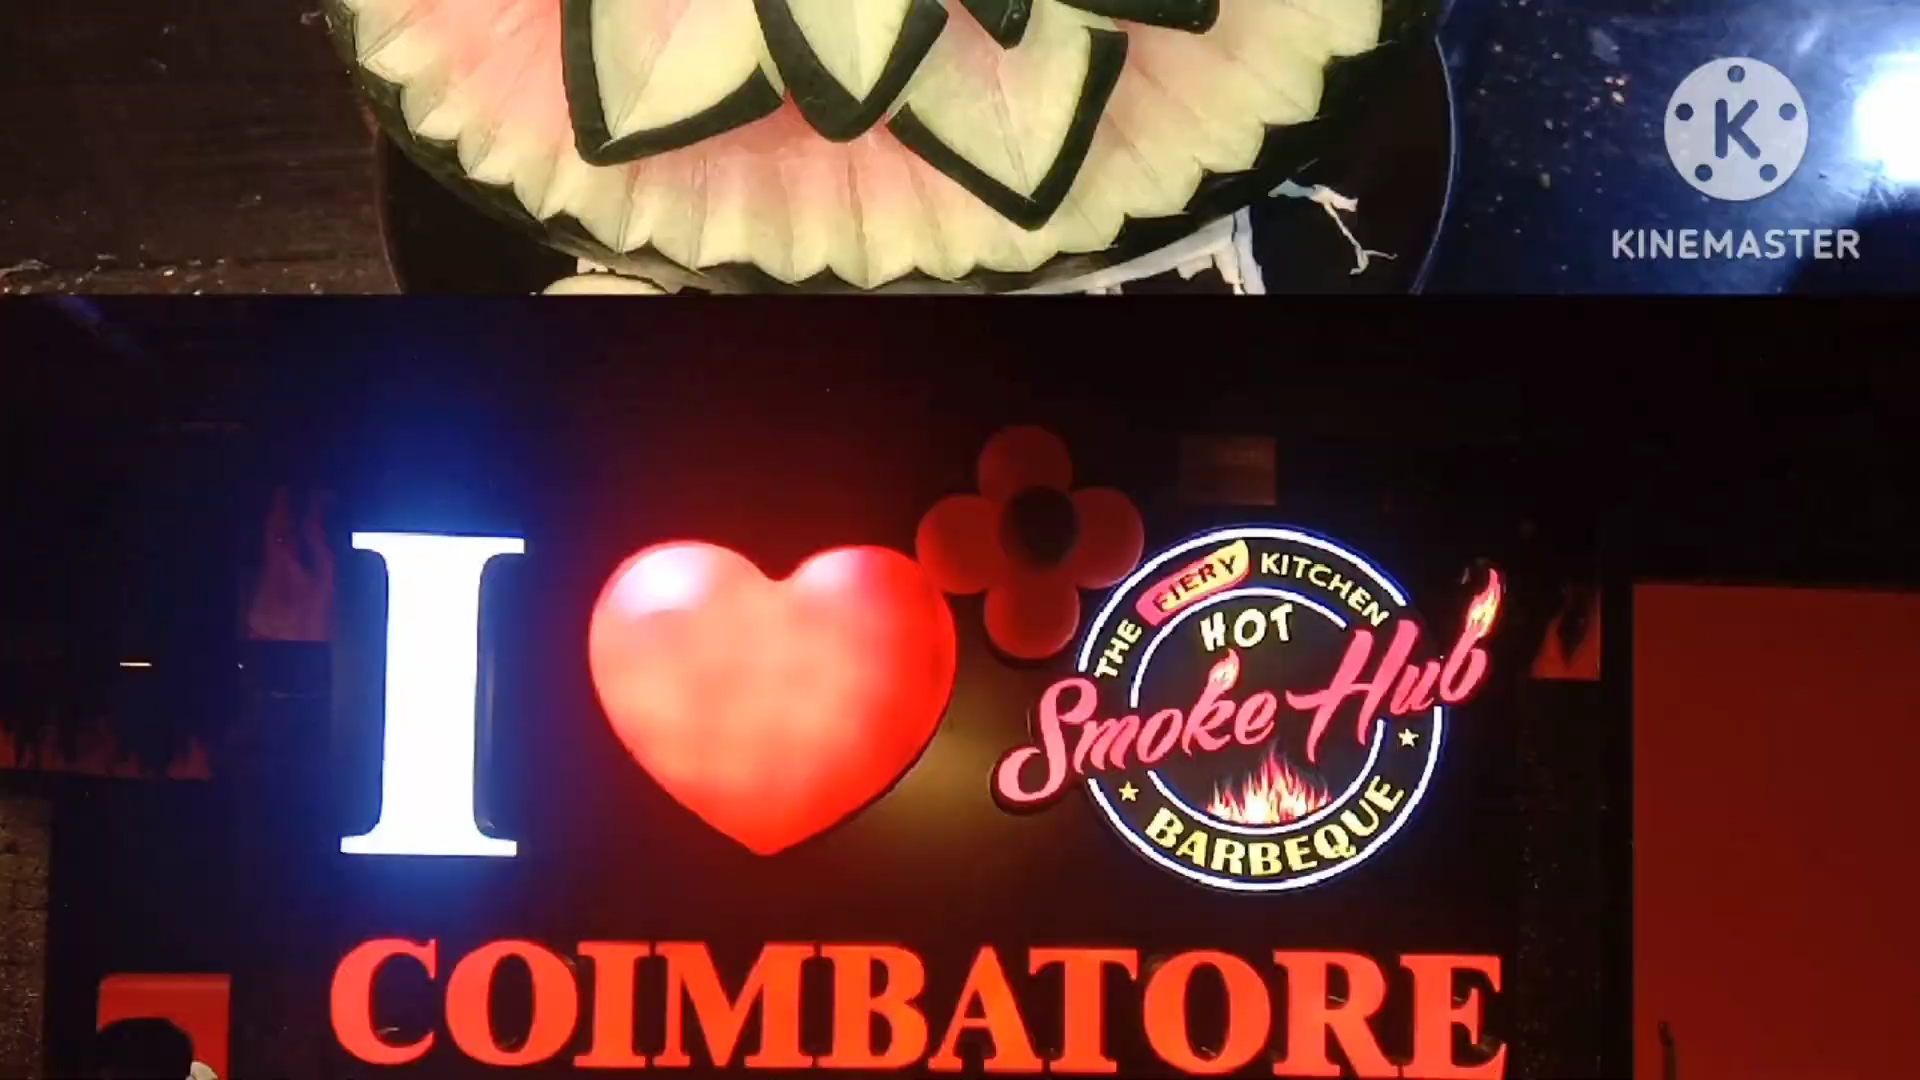 K
KINEMASTER
THE FIERY KITCHEN
HOT
Smoke Hub
BARBEQUE
I
COIMBATORE